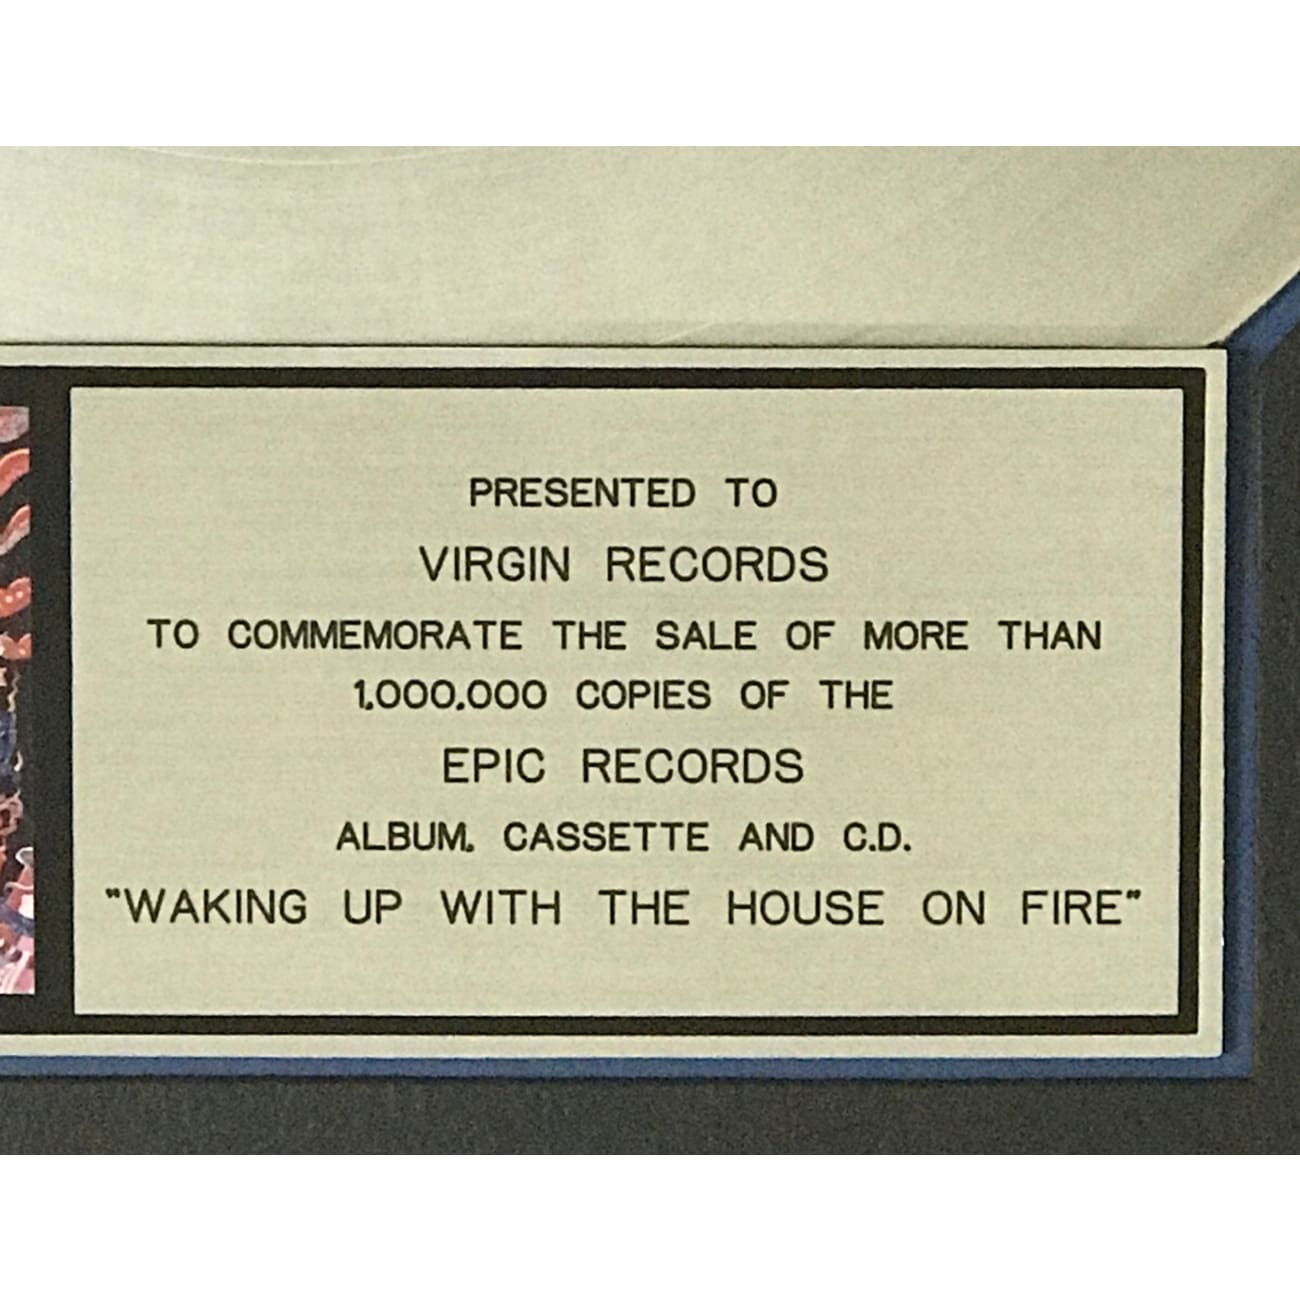 PRESENTED TO
VIRGIN RECORDS
TO COMMEMORATE THE SALE OF MORE THAN
1,000,000 COPIES OF THE
EPIC RECORDS
ALBUM, CASSETTE AND C.D.
"WAKING UP WITH THE HOUSE ON FIRE"